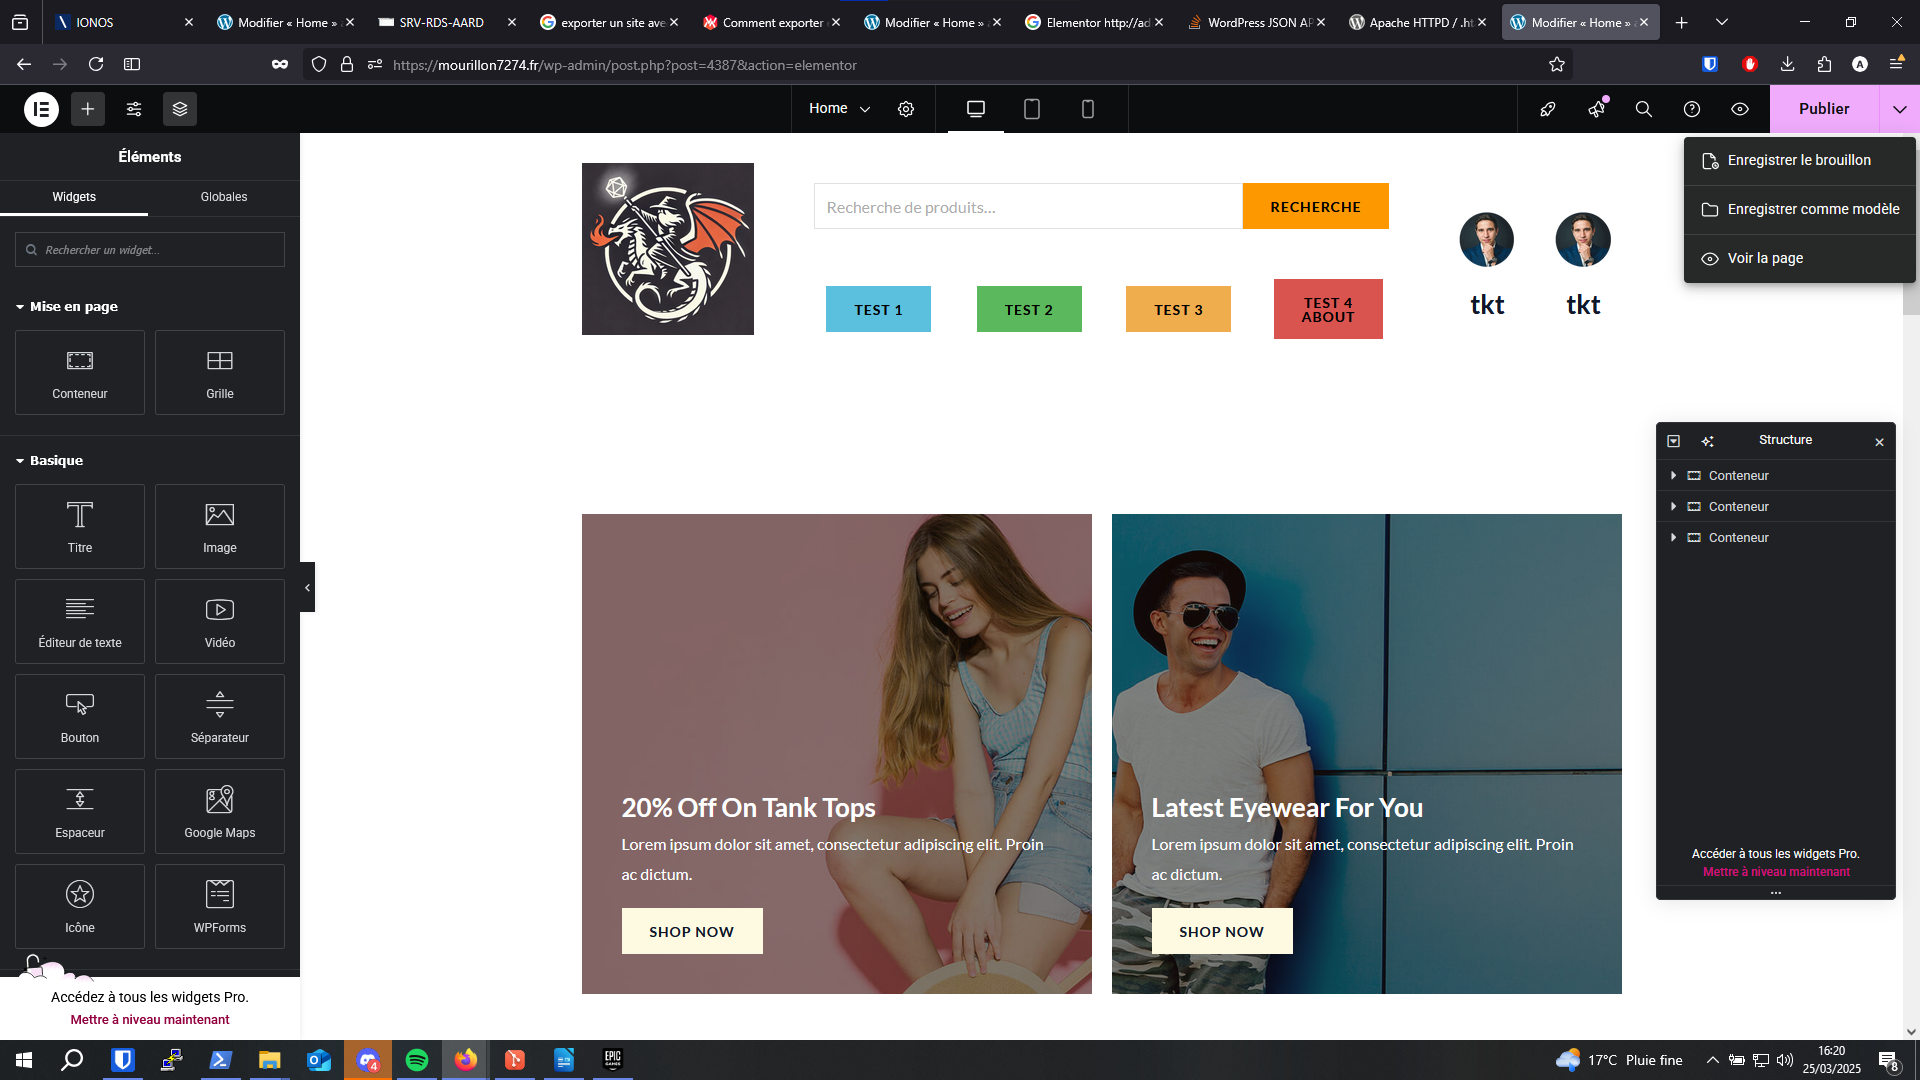 IONOS
Modifier « Home »
SRV-RDS-AARD
exporter un site ave
Comment exporter
Modifier « Home »
Elementor http://ad
WordPress JSON AP
Apache HTTPD / .ht
Modifier « Home »
https://mourillon7274.fr/wp-admin/post.php?post=4387&action=elementor
Home
Publier
Enregistrer le brouillon
Enregistrer comme modèle
Voir la page
Éléments
Widgets
Globales
Rechercher un widget...
Mise en page
Conteneur
Grille
Basique
Titre
Image
Éditeur de texte
Vidéo
Bouton
Séparateur
Espaceur
Google Maps
Icône
WPForms
Accédez à tous les widgets Pro.
Mettre à niveau maintenant
Recherche de produits…
RECHERCHE
TEST 1
TEST 2
TEST 3
TEST 4
ABOUT
tkt
tkt
20% Off On Tank Tops
Lorem ipsum dolor sit amet, consectetur adipiscing elit. Proin
ac dictum.
SHOP NOW
Latest Eyewear For You
Lorem ipsum dolor sit amet, consectetur adipiscing elit. Proin
ac dictum.
SHOP NOW
Structure
Conteneur
Conteneur
Conteneur
Accéder à tous les widgets Pro.
Mettre à niveau maintenant
4
EPIC
GAMES
17°C Pluie fine
16:20
25/03/2025
8